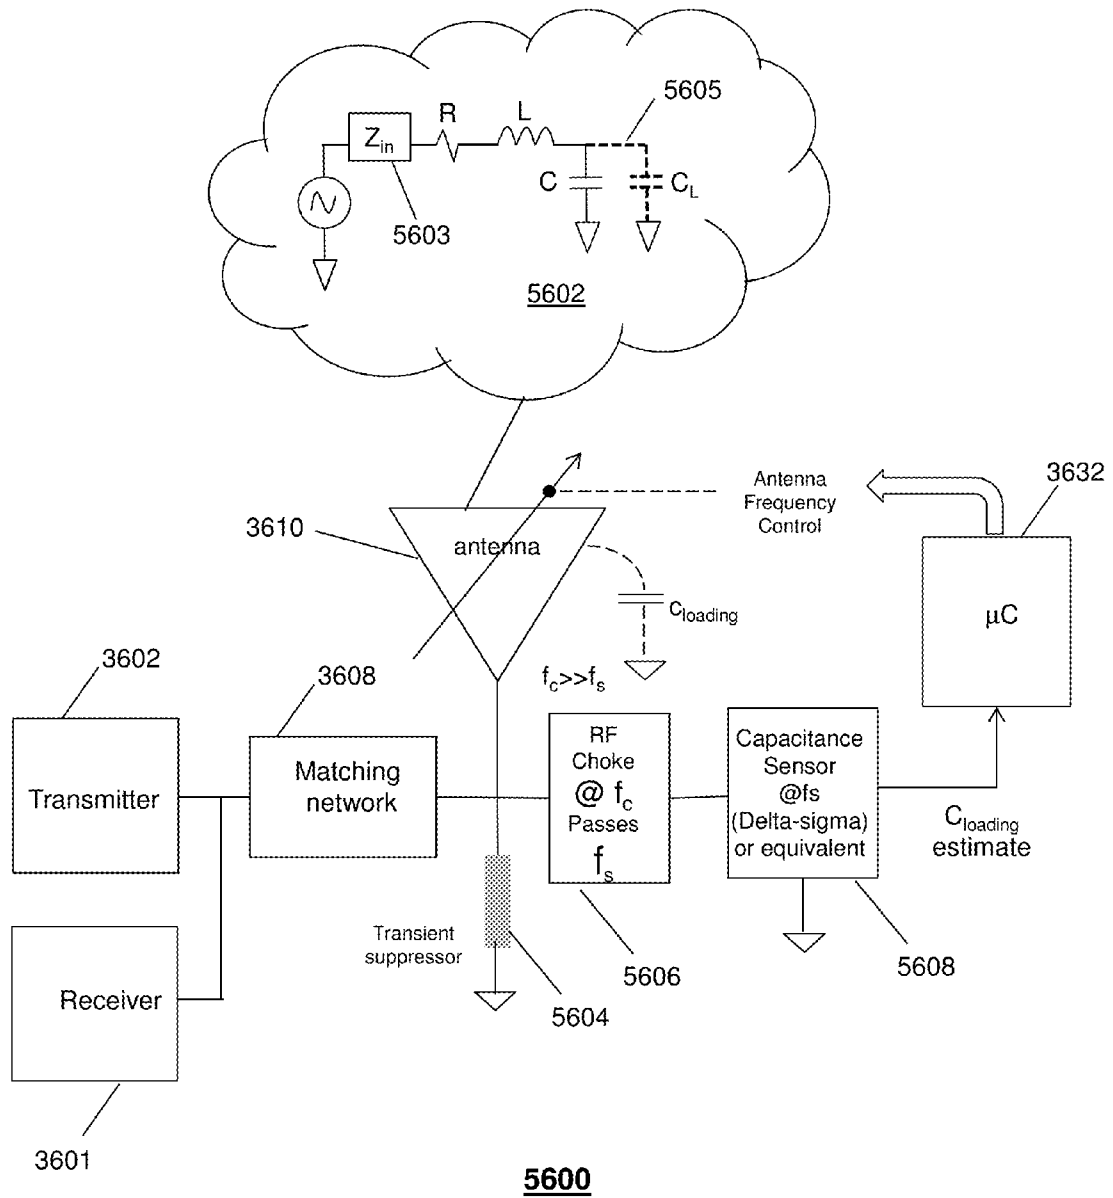 5605
R
L
Zin
C
CL
5603
5602
3632
Antenna
Frequency
Control
3610
antenna
Cloading
μC
3602
3608
fc>>fs
Transmitter
Matching
network
RF
Choke
@ fc
Passes
fs
Capacitance
Sensor
@fs
(Delta-sigma)
or equivalent
Cloading
estimate
Transient
suppressor
Receiver
5606
5608
5604
3601
5600